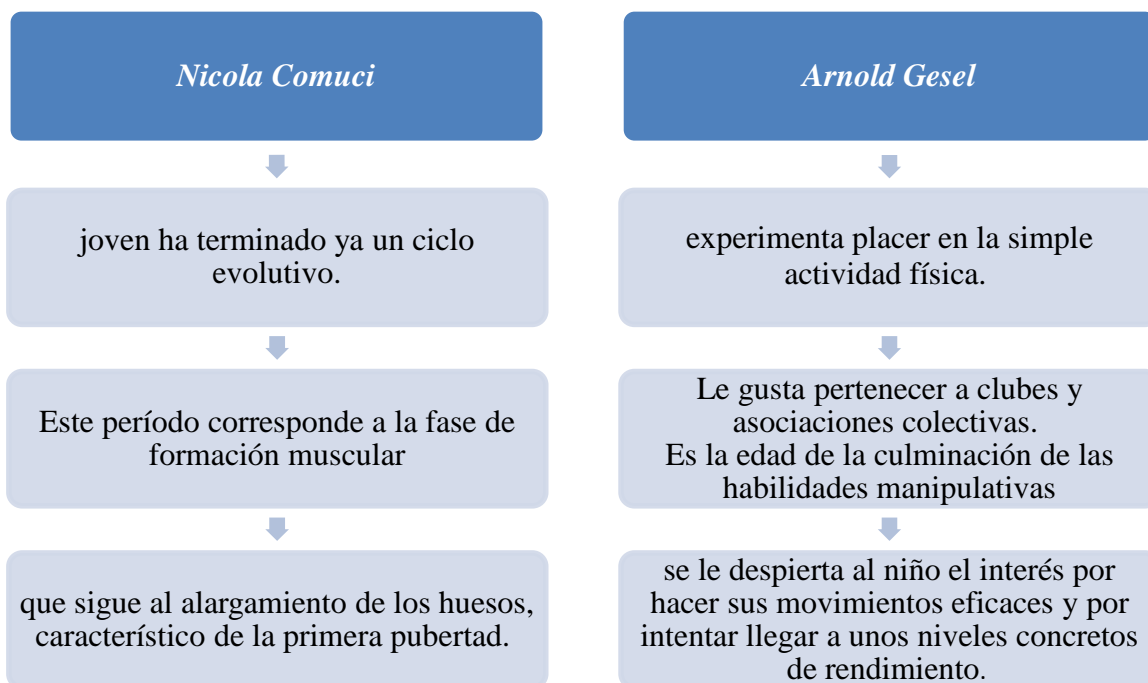 Nicola Comuci
joven ha terminado ya un ciclo
evolutivo.
Este período corresponde a la fase de
formación muscular
que sigue al alargamiento de los huesos,
característico de la primera pubertad.
Arnold Gesel
experimenta placer en la simple
actividad física.
Le gusta pertenecer a clubes y
asociaciones colectivas.
Es la edad de la culminación de las
habilidades manipulativas
se le despierta al niño el interés por
hacer sus movimientos eficaces y por
intentar llegar a unos niveles concretos
de rendimiento.